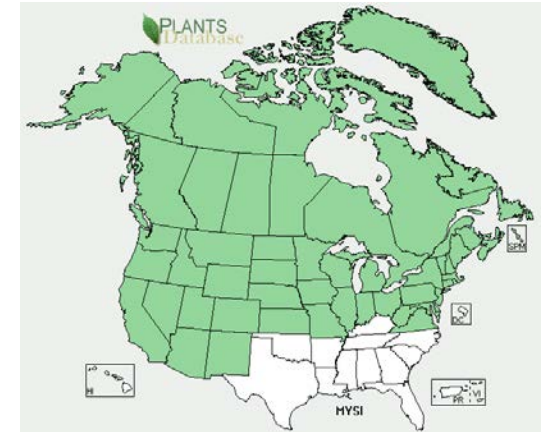 PLANTS
Database
SPM
DC
HI
PR
VI
MYSI